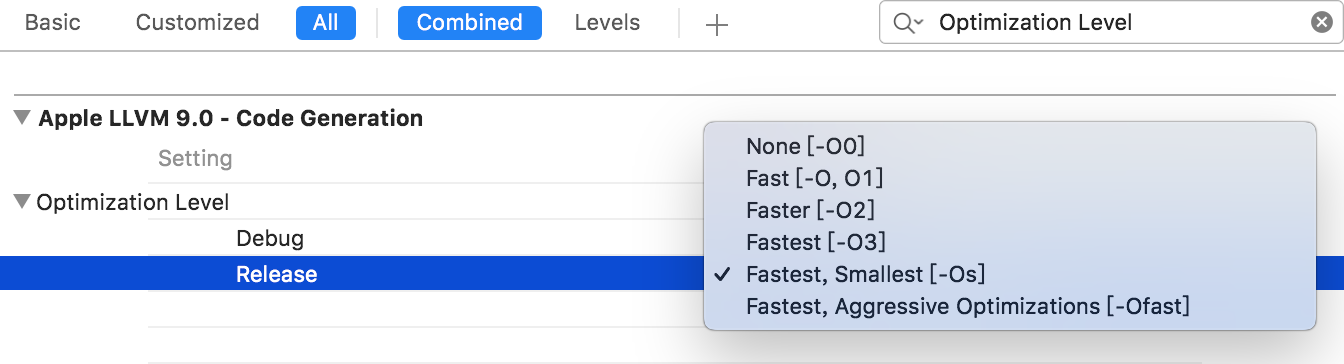 Basic Customized All Combined Levels + Optimization Level
Apple LLVM 9.0 - Code Generation
Setting
Optimization Level
Debug
Release
None [-O0]
Fast [-O, O1]
Faster [-O2]
Fastest [-O3]
Fastest, Smallest [-Os]
Fastest, Aggressive Optimizations [-Ofast]